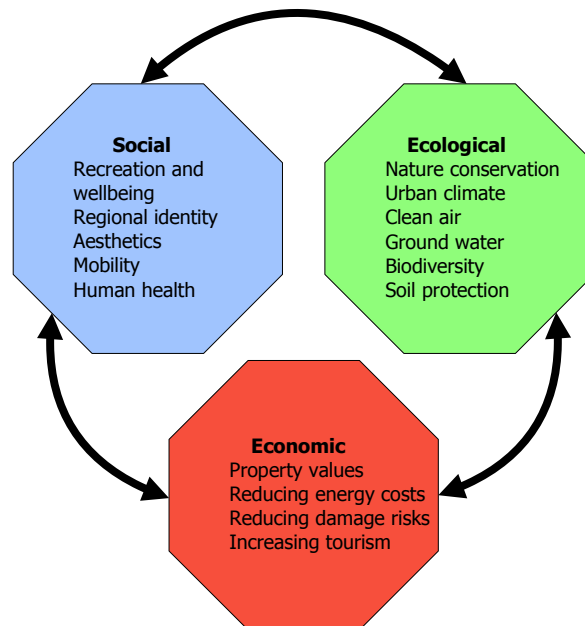 Social
Recreation and
wellbeing
Regional identity
Aesthetics
Mobility
Human health
Ecological
Nature conservation
Urban climate
Clean air
Ground water
Biodiversity
Soil protection
Economic
Property values
Reducing energy costs
Reducing damage risks
Increasing tourism